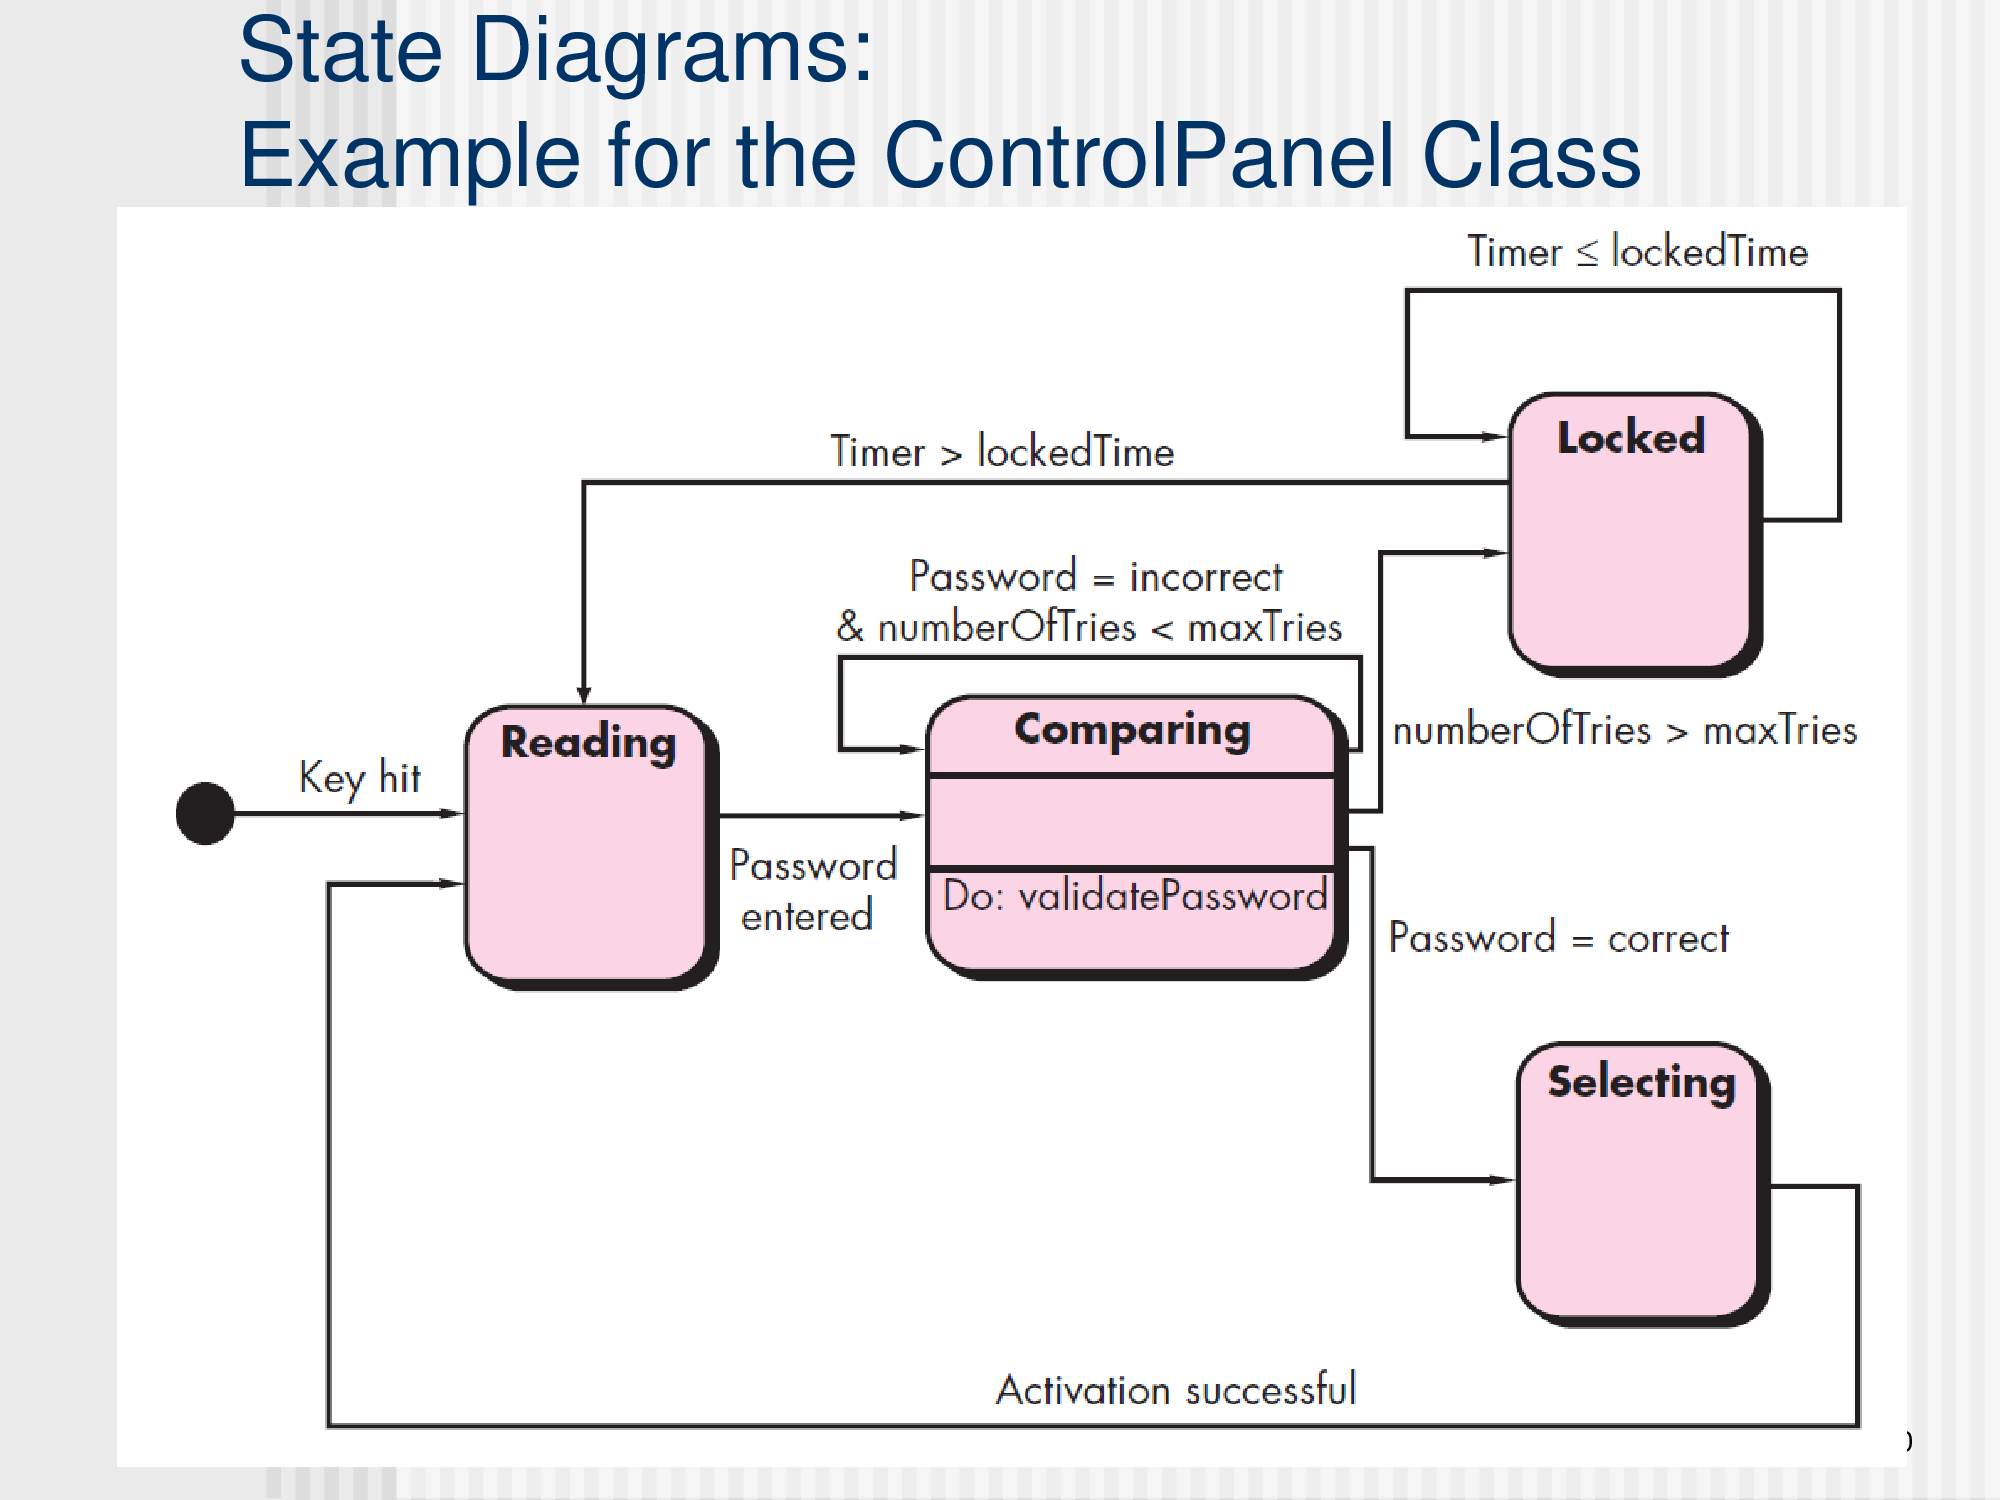 State Diagrams:
Example for the ControlPanel Class
Timer ≤ lockedTime
Locked
Timer > lockedTime
Password = incorrect
& numberOfTries < maxTries
Reading
Comparing
numberOfTries > maxTries
Key hit
Password
entered
Do: validatePassword
Password = correct
Selecting
Activation successful